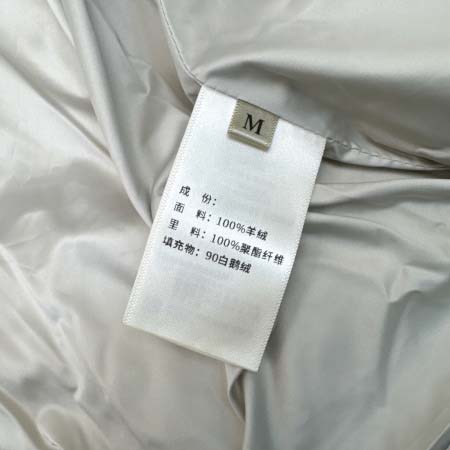 M
成 份：
面 料：100%羊绒
里 料：100%聚酯纤维
填充物：90白鹅绒